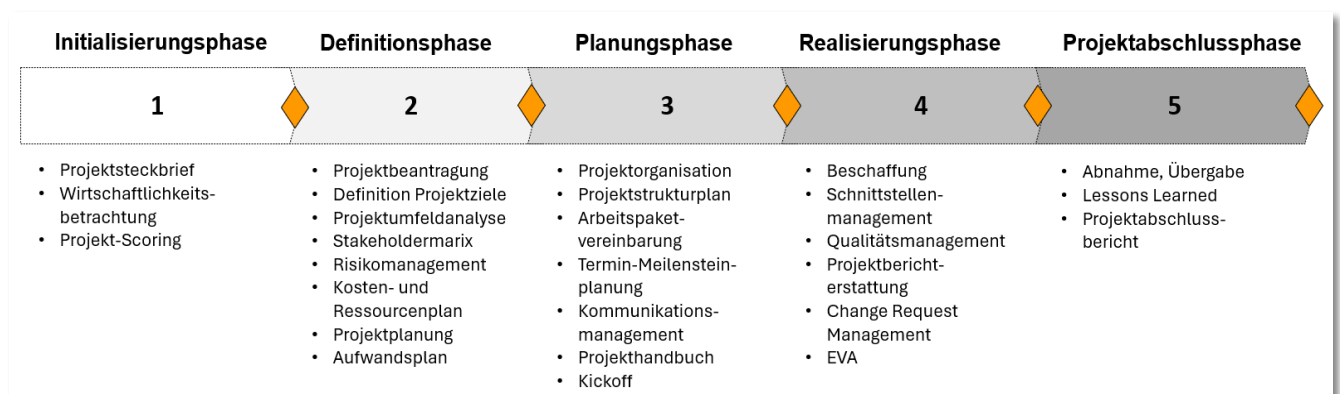 Initialisierungsphase
Definitionsphase
Planungsphase
Realisierungsphase
Projektabschlussphase
1
2
3
4
5
• Projektsteckbrief
• Wirtschaftlichkeits-
betrachtung
• Projekt-Scoring
• Projektbeantragung
• Definition Projektziele
• Projektumfeldanalyse
• Stakeholdermarix
• Risikomanagement
• Kosten- und
Ressourcenplan
• Projektplanung
• Aufwandsplan
• Projektorganisation
• Projektstrukturplan
• Arbeitspaket-
vereinbarung
• Termin-Meilenstein-
planung
• Kommunikations-
management
• Projekthandbuch
• Kickoff
• Beschaffung
• Schnittstellen-
management
• Qualitätsmanagement
• Projektbericht-
erstattung
• Change Request
Management
• EVA
• Abnahme, Übergabe
• Lessons Learned
• Projektabschluss-
bericht